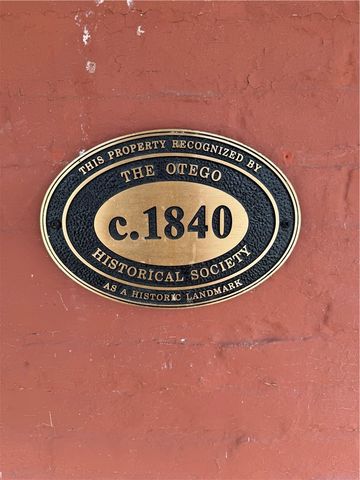 THIS PROPERTY RECOGNIZED BY
THE OTEGO
c.1840
HISTORICAL SOCIETY
AS A HISTORIC LANDMARK